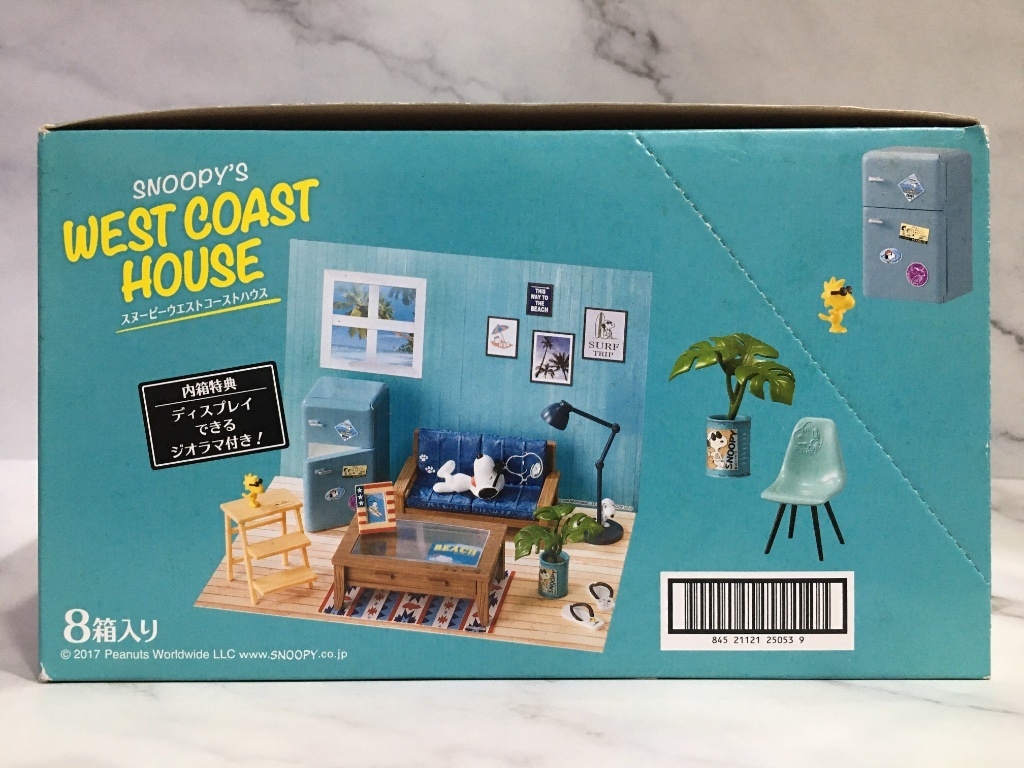 SNOOPY'S
WEST COAST
HOUSE
スヌーピーウエストコーストハウス
内箱特典
ディスプレイ
できる
ジオラマ付き!
THIS
WAY TO
THE
BEACH
SURF
TRIP
BEACH
SNOOPY
SNOOPY
845 21121 25053 9
8箱入り
© 2017 Peanuts Worldwide LLC www.SNOOPY.co.jp